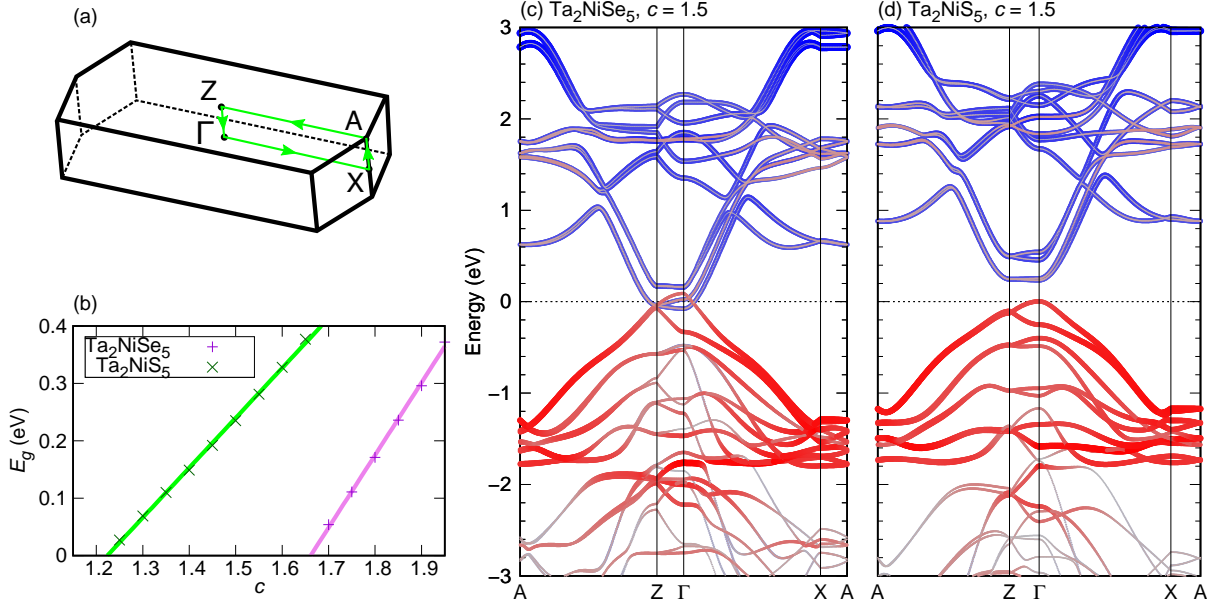 (a)
Z
Γ
A
X
(b)
0.4
0.3
0.2
0.1
0
E_g (eV)
Ta₂NiSe₅
Ta₂NiS₅
1.2 1.3 1.4 1.5 1.6 1.7 1.8 1.9
c
(c) Ta₂NiSe₅, c = 1.5
3
2
1
0
−1
−2
−3
Energy (eV)
A Z Γ X A
(d) Ta₂NiS₅, c = 1.5
A Z Γ X A